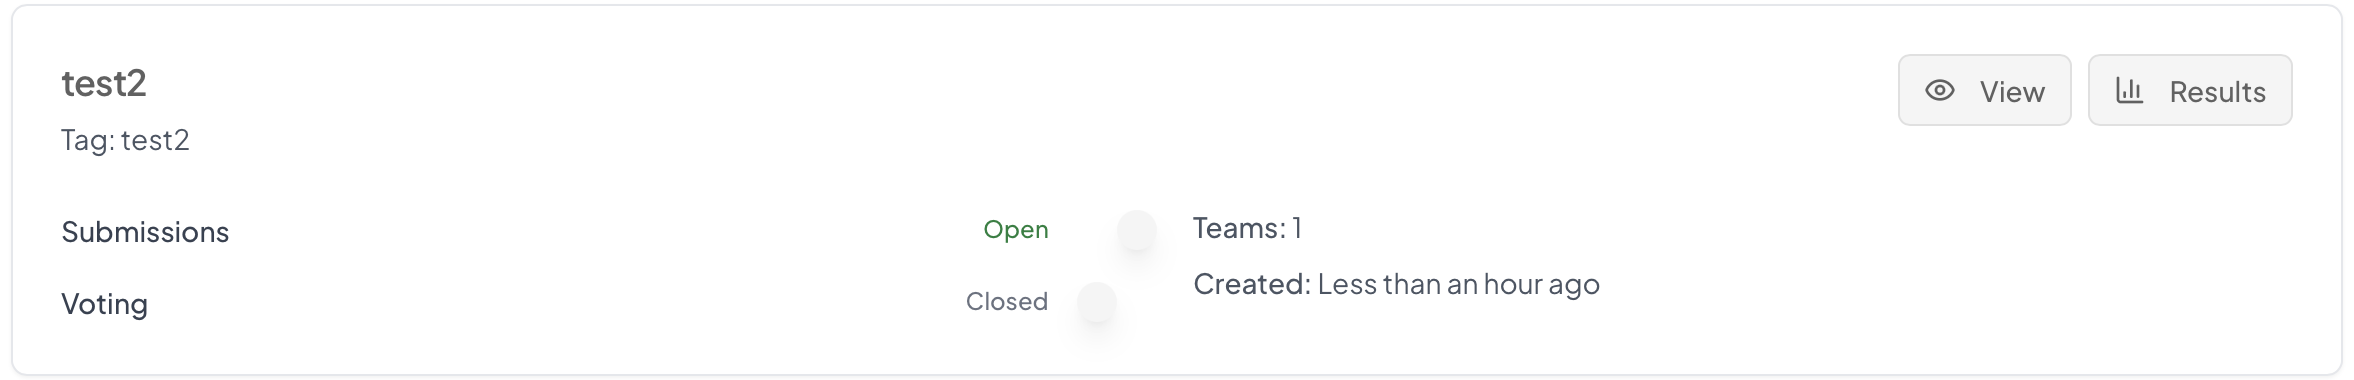 test2
Tag: test2
View
Results
Submissions
Open
Voting
Closed
Teams: 1
Created: Less than an hour ago